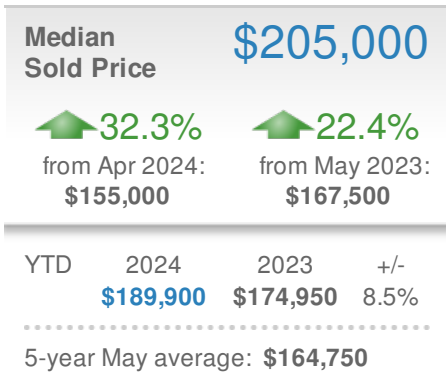 Median $205,000
Sold Price
32.3% 22.4%
from Apr 2024: from May 2023:
$155,000 $167,500
YTD 2024 2023 +/-
$189,900 $174,950 8.5%
5-year May average: $164,750